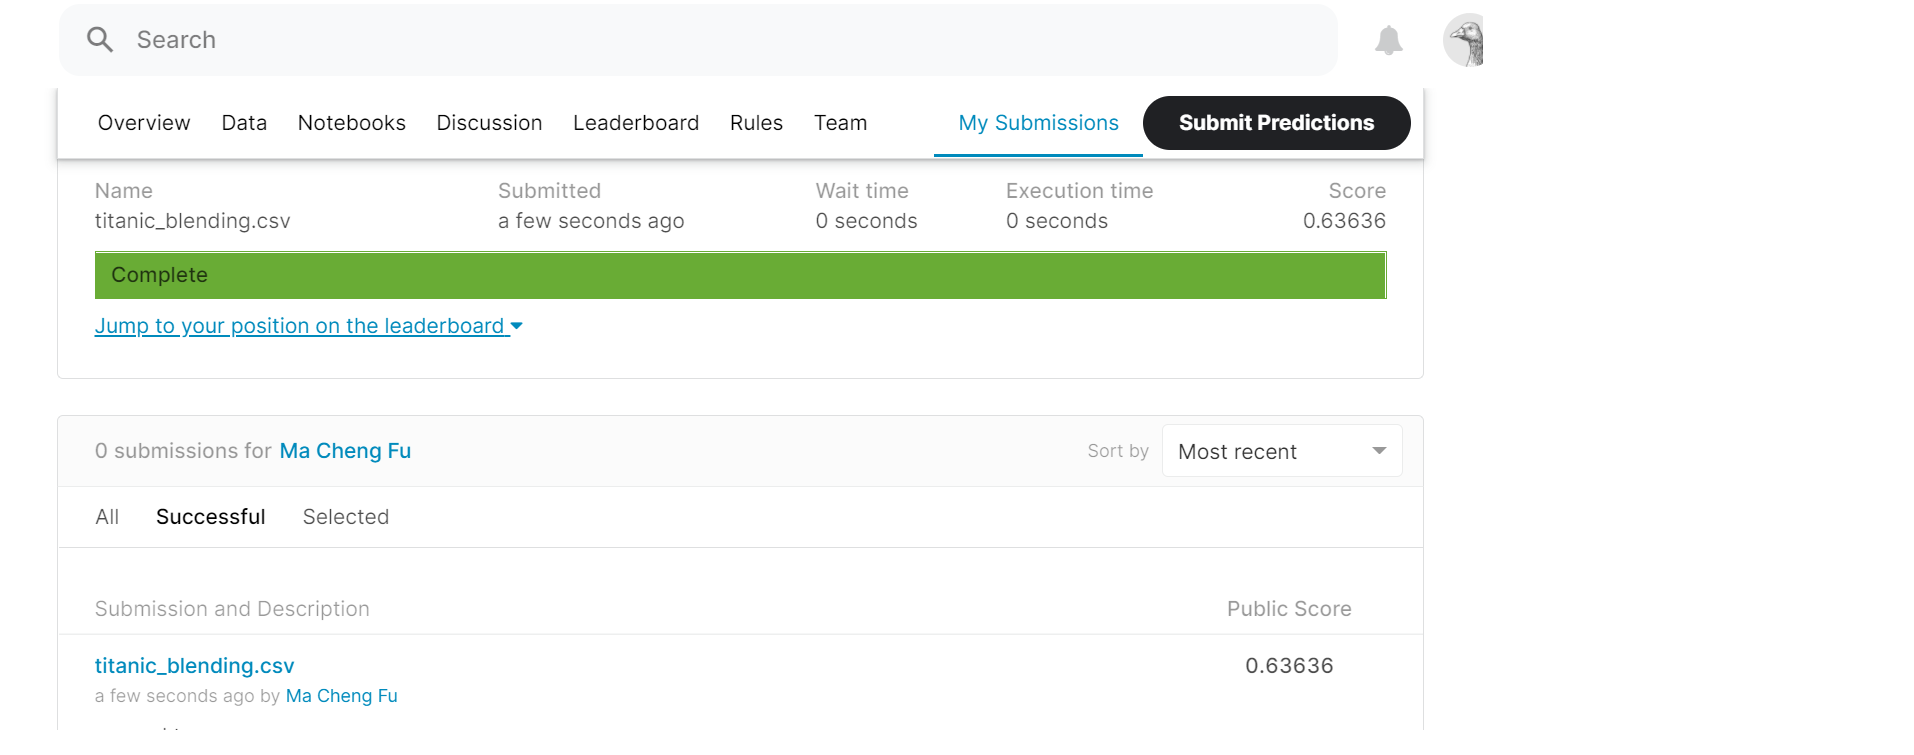 Search
Overview Data Notebooks Discussion Leaderboard Rules Team My Submissions Submit Predictions
Name Submitted Wait time Execution time Score
titanic_blending.csv a few seconds ago 0 seconds 0 seconds 0.63636
Complete
Jump to your position on the leaderboard
0 submissions for Ma Cheng Fu Sort by Most recent
All Successful Selected
Submission and Description Public Score
titanic_blending.csv 0.63636
a few seconds ago by Ma Cheng Fu